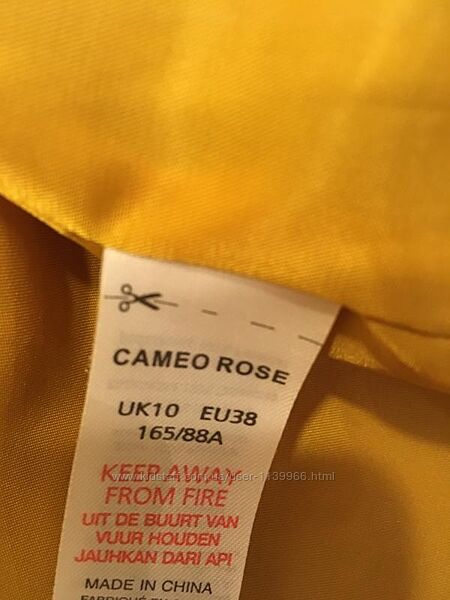 CAMEO ROSE
UK10 EU38
165/88A
KEEP AWAY
FROM FIRE
UIT DE BUURT VAN
VUUR HOUDEN
JAUHKAN DARI API
MADE IN CHINA